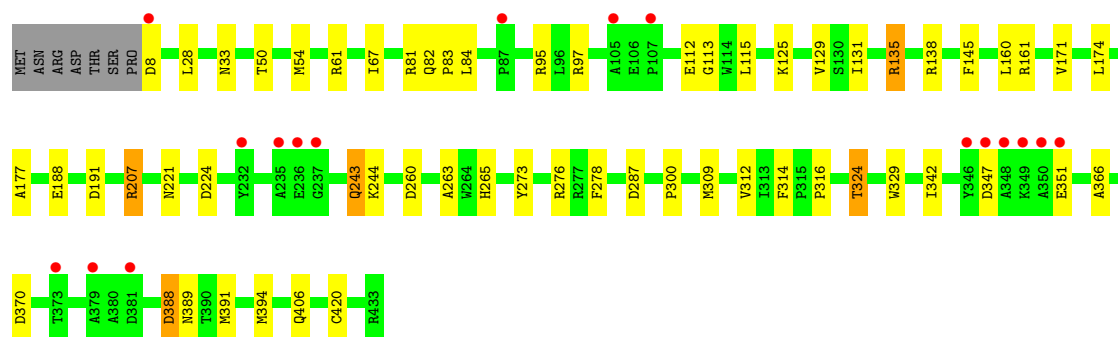 MET ASN ARG ASP THR SER PRO D8 L28 N33 T50 M54 R61 I67 R81 Q82 P83 L84 P87 R95 L96 R97 A105 E106 P107 E112 G113 W114 L115 K125 V129 S130 I131 R135 R138 F145 L160 R161 V171 L174
A177 E188 D191 R207 N221 D224 Y232 A235 E236 G237 Q243 K244 D260 A263 W264 H265 Y273 R276 R277 F278 D287 P300 M309 V312 I313 F314 P315 P316 T324 W329 I342 Y346 D347 A348 K349 A350 E351 A366
D370 T373 A379 A380 D381 D388 N389 T390 M391 M394 Q406 C420 R433